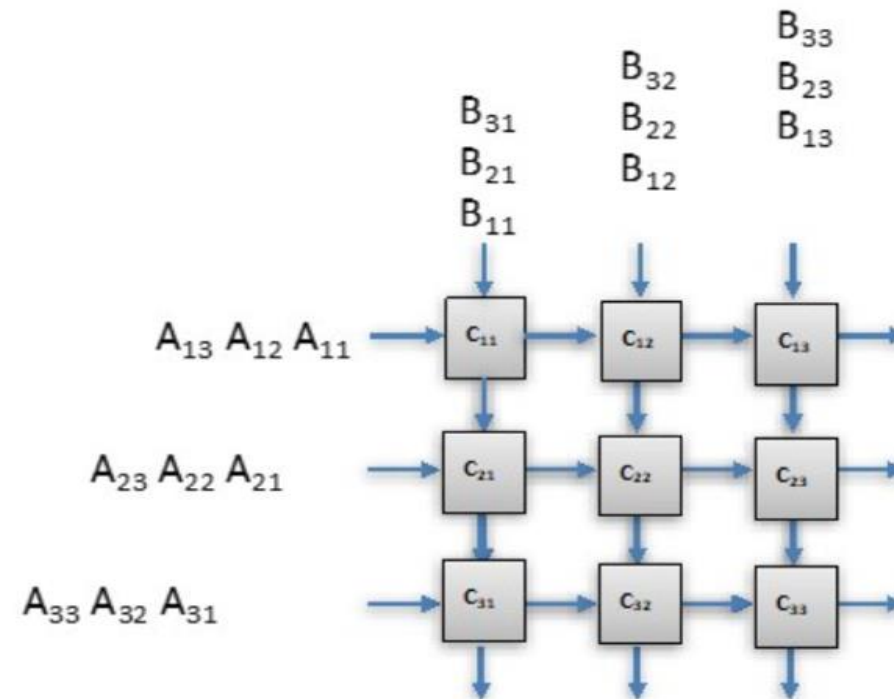 B₃₃
B₃₂ B₂₃
B₃₁ B₂₂ B₁₃
B₂₁ B₁₂
B₁₁
A₁₃ A₁₂ A₁₁ C₁₁ C₁₂ C₁₃
A₂₃ A₂₂ A₂₁ C₂₁ C₂₂ C₂₃
A₃₃ A₃₂ A₃₁ C₃₁ C₃₂ C₃₃